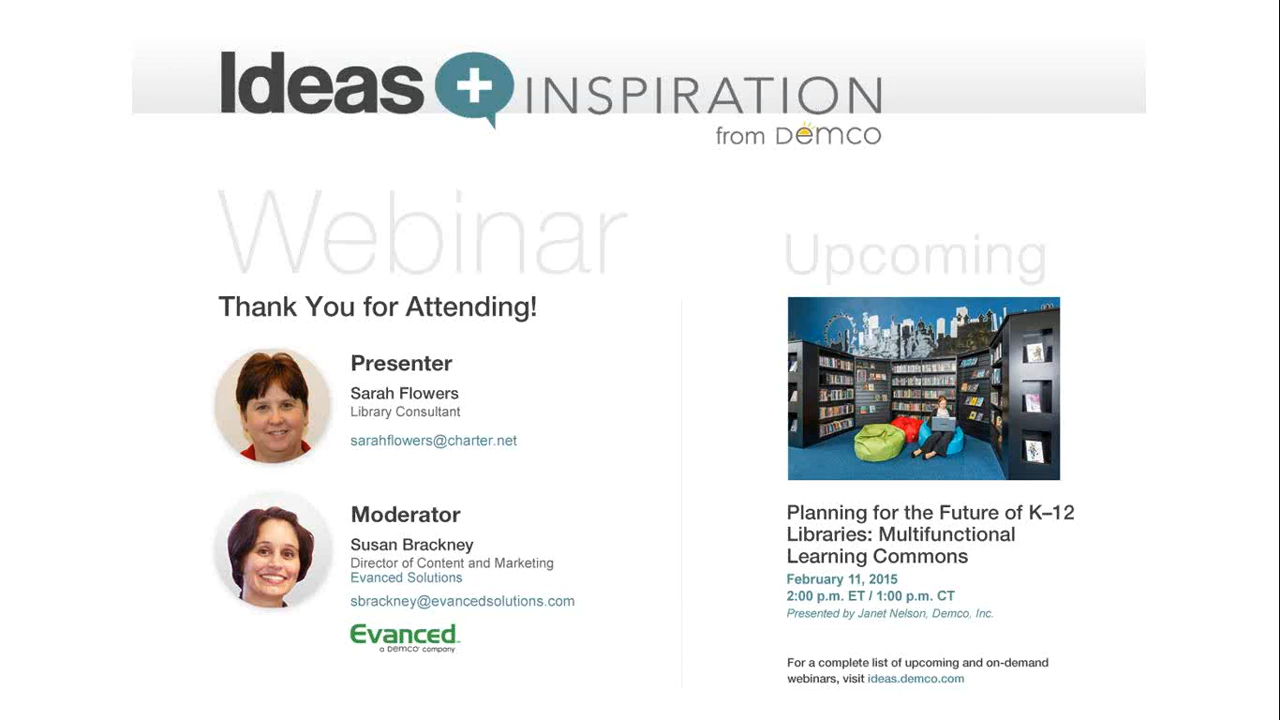 Ideas + INSPIRATION
from Demco
Webinar
Thank You for Attending!
Presenter
Sarah Flowers
Library Consultant
sarahflowers@charter.net
Moderator
Susan Brackney
Director of Content and Marketing
Evanced Solutions
sbrackney@evancedsolutions.com
Evanced
a Demco company
Upcoming
Planning for the Future of K–12
Libraries: Multifunctional
Learning Commons
February 11, 2015
2:00 p.m. ET / 1:00 p.m. CT
Presented by Janet Nelson, Demco, Inc.
For a complete list of upcoming and on-demand
webinars, visit ideas.demco.com